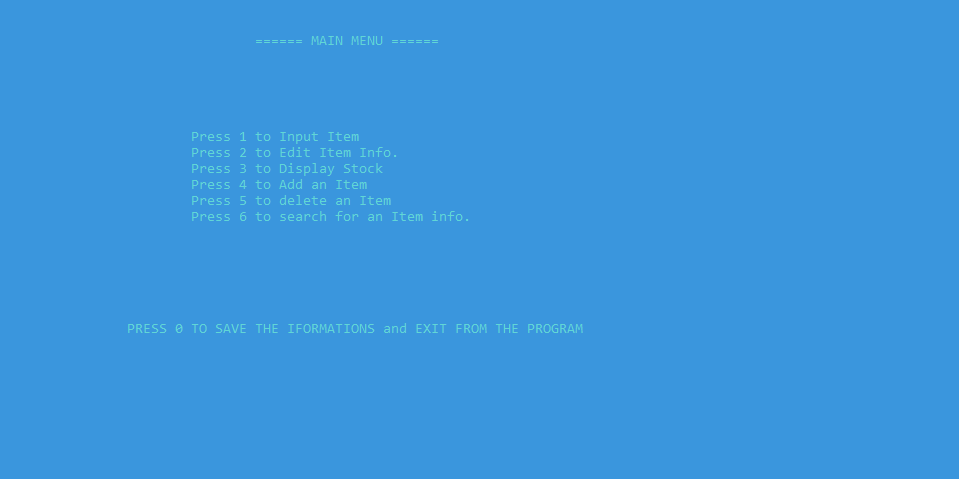 ====== MAIN MENU ======
Press 1 to Input Item
Press 2 to Edit Item Info.
Press 3 to Display Stock
Press 4 to Add an Item
Press 5 to delete an Item
Press 6 to search for an Item info.
PRESS 0 TO SAVE THE IFORMATIONS and EXIT FROM THE PROGRAM